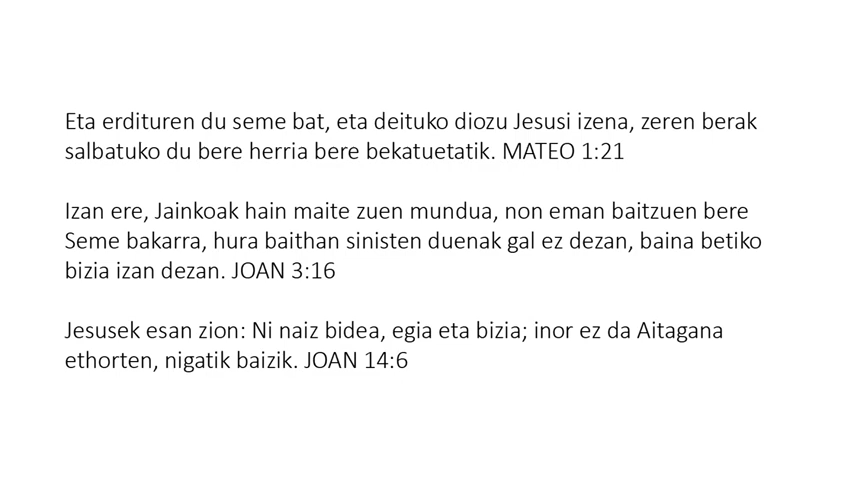 Eta erdituren du seme bat, eta deituko diozu Jesusi izena, zeren berak
salbatuko du bere herria bere bekatuetatik. MATEO 1:21
Izan ere, Jainkoak hain maite zuen mundua, non eman baitzuen bere
Seme bakarra, hura baithan sinisten duenak gal ez dezan, baina betiko
bizia izan dezan. JOAN 3:16
Jesusek esan zion: Ni naiz bidea, egia eta bizia; inor ez da Aitagana
ethorten, nigatik baizik. JOAN 14:6